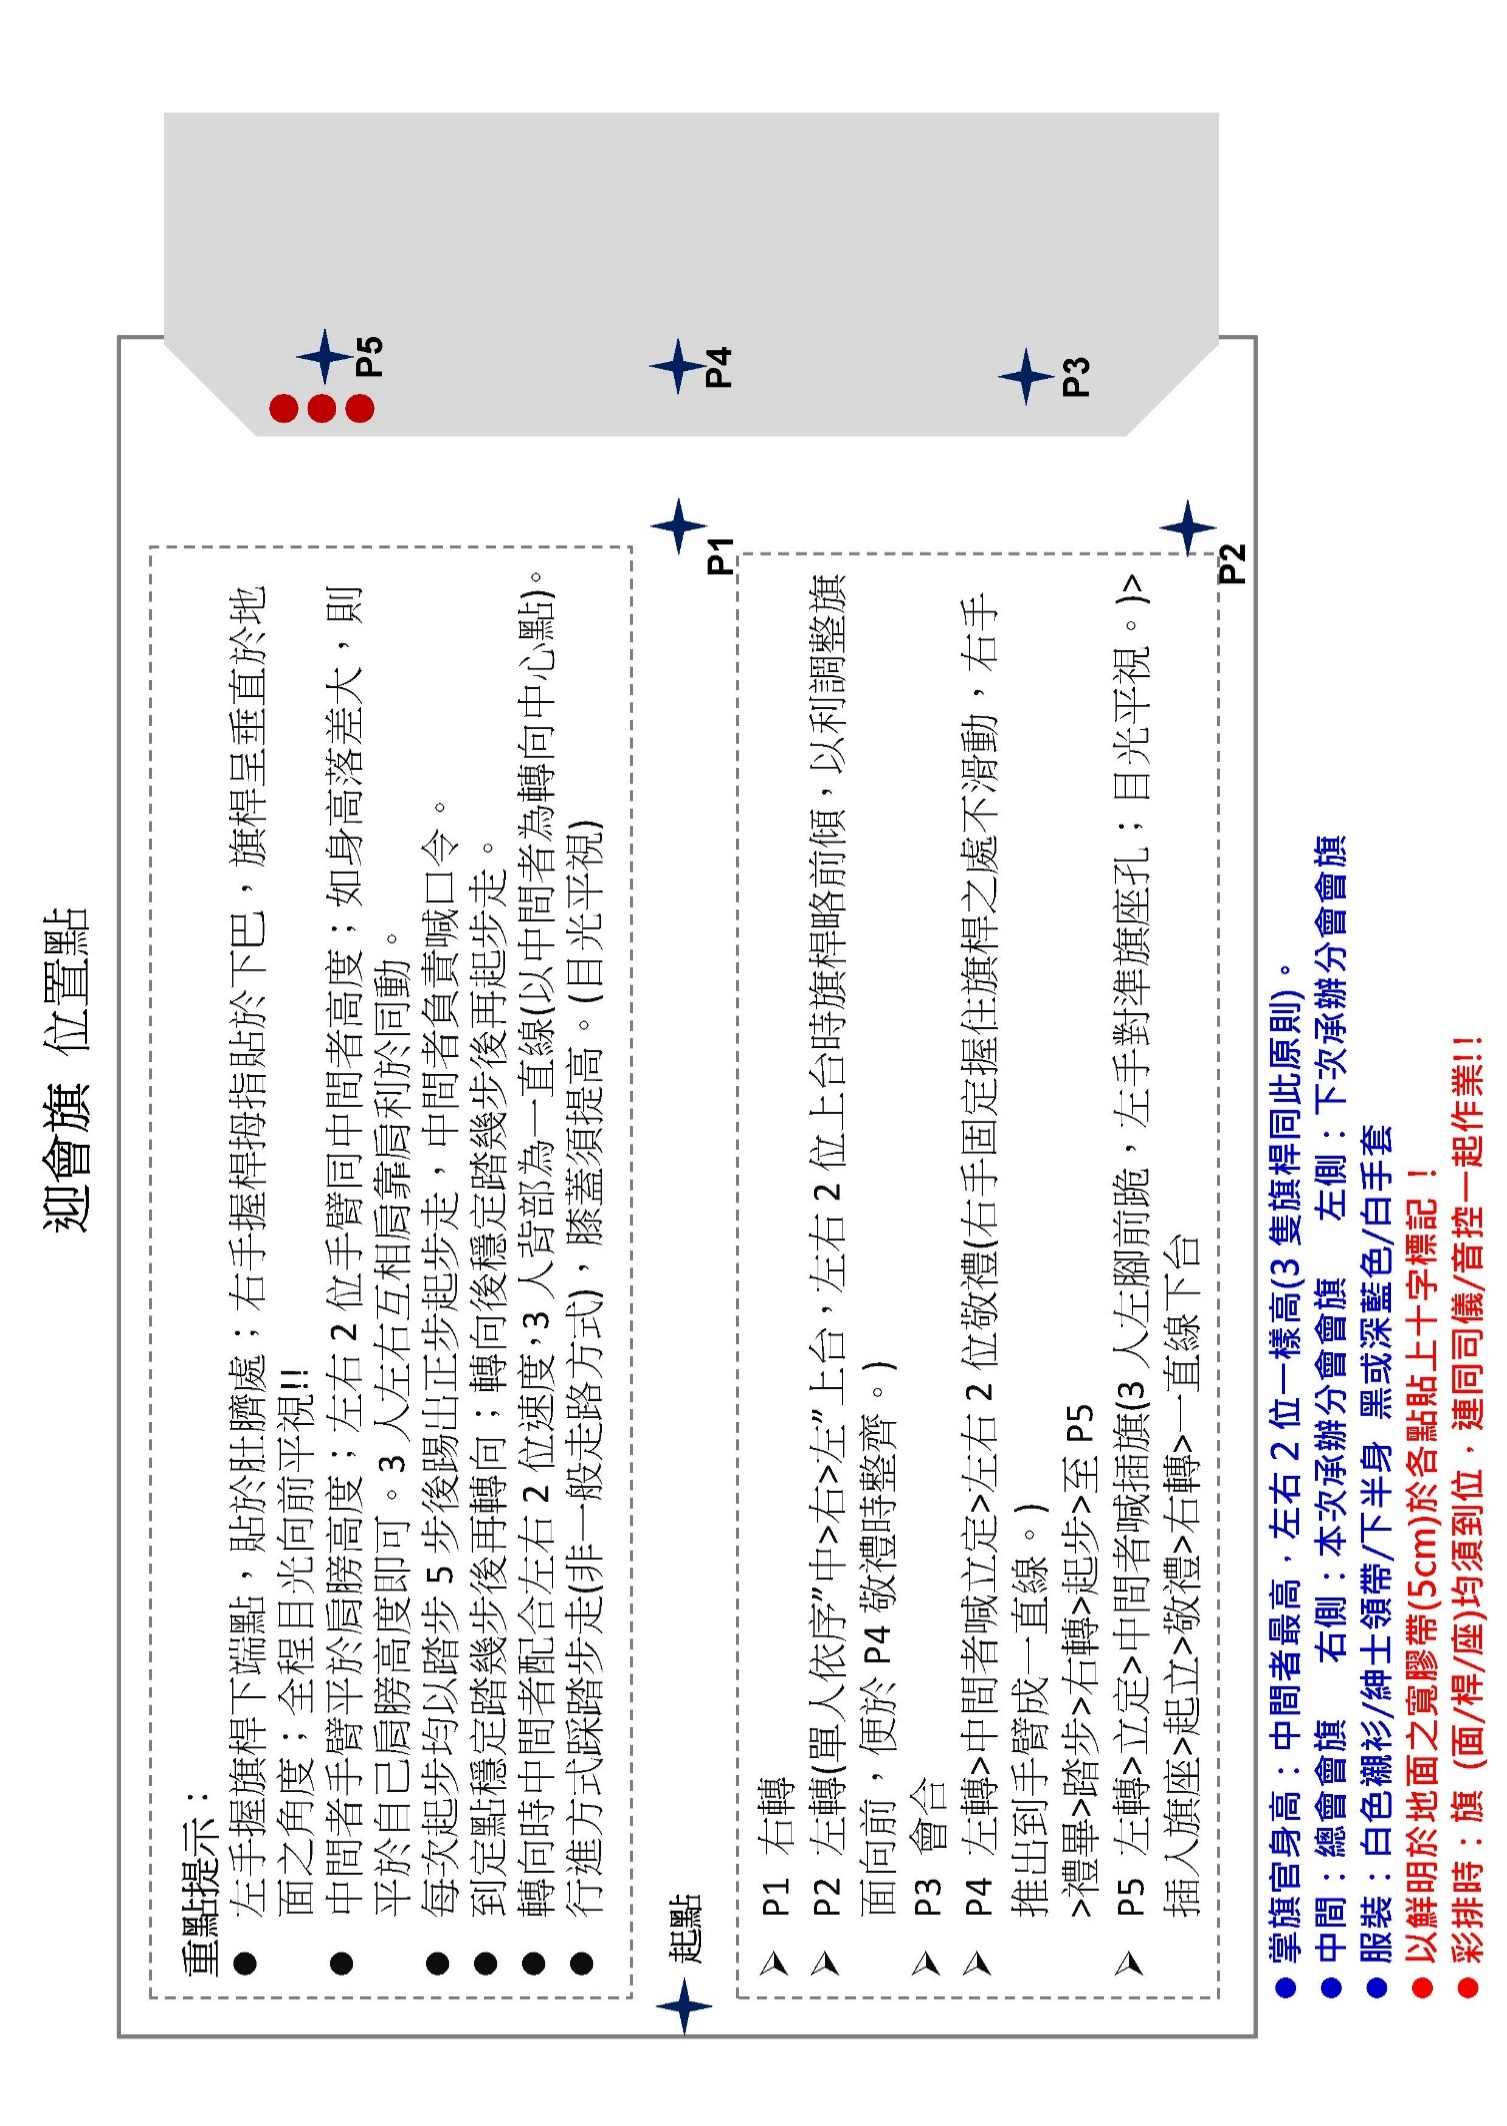 迎會旗 位置點
重點提示：
● 左手握旗桿下端點，貼於肚臍處；右手握桿拇指貼於下巴，旗桿呈垂直於地
面之角度；全程目光向前平視!!
● 中間者手臂平於肩膀高度；左右 2 位手臂同中間者高度；如身高落差大，則
平於自己肩膀高度即可。3 人左右互相肩靠肩利於同動。
● 每次起步均以踏步 5 步後踢出正步起步走，中間者負責喊口令。
● 到定點穩定踏幾步後再轉向；轉向後穩定踏幾步後再起步走。
● 轉向時中間者配合左右 2 位速度，3 人背部為一直線(以中間者為轉向中心點)。
● 行進方式踩踏步走(非一般走路方式)，膝蓋須提高。(目光平視)
起點
P1
P2
P3
P4
P5
➢ P1 右轉
➢ P2 左轉(單人依序”中>右>左”上台，左右 2 位上台時旗桿略前傾，以利調整旗
面向前，便於 P4 敬禮時整齊。)
➢ P3 會合
➢ P4 左轉>中間者喊立定>左右 2 位敬禮(右手固定握住旗桿之處不滑動，右手
推出到手臂成一直線。)
>禮畢>踏步>右轉>起步>至 P5
➢ P5 左轉>立定>中間者喊插旗(3 人左腳前跪，左手對準旗座孔；目光平視。)>
插入旗座>起立>敬禮>右轉>一直線下台
● 掌旗官身高：中間者最高，左右 2 位一樣高(3 隻旗桿同此原則)。
● 中間：總會會旗 右側：本次承辦分會會旗 左側：下次承辦分會會旗
● 服裝：白色襯衫/紳士領帶/下半身 黑或深藍色/白手套
● 以鮮明於地面之寬膠帶(5cm)於各點貼上十字標記！
● 彩排時：旗 (面/桿/座)均須到位，連同司儀/音控一起作業!!